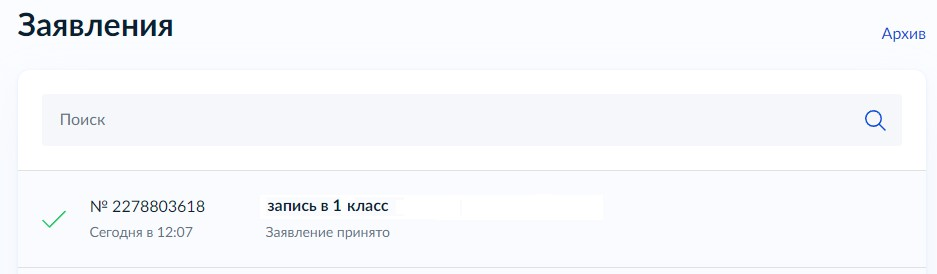 Заявления
Архив
Поиск
№ 2278803618
запись в 1 класс
Сегодня в 12:07
Заявление принято